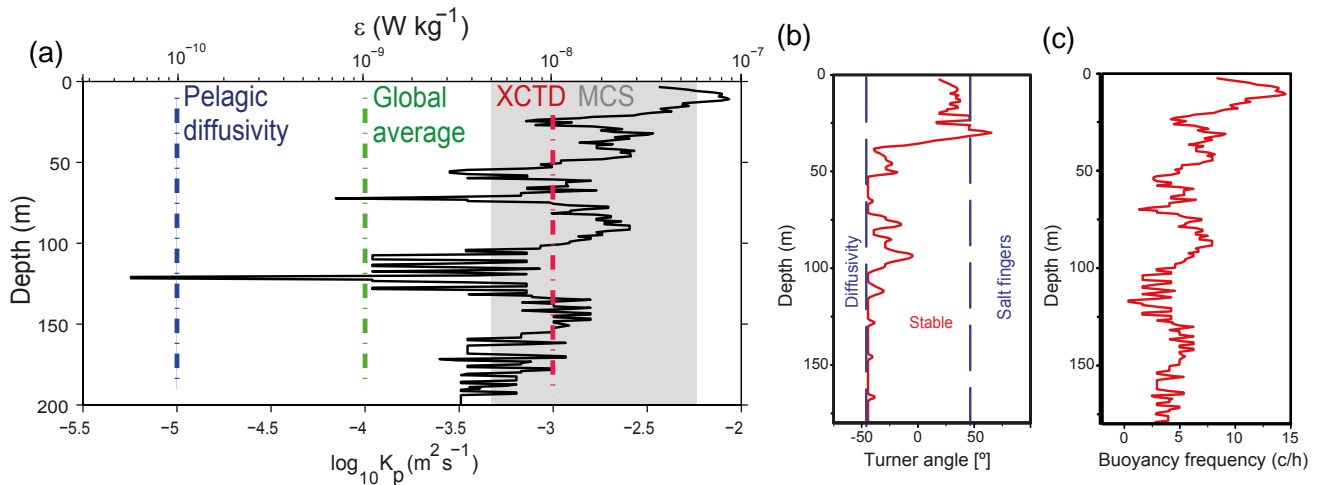 (a)
ε (W kg⁻¹)
10⁻¹⁰ 10⁻⁹ 10⁻⁸ 10⁻⁷
Pelagic diffusivity
Global average
XCTD MCS
0
50
100
150
200
Depth (m)
-5.5 -5 -4.5 -4 -3.5 -3 -2.5 -2
log₁₀Kₚ(m² s⁻¹)
(b)
0
50
100
150
Depth (m)
Diffusivity
Stable
Salt fingers
-50 0 50
Turner angle [º]
(c)
0
50
100
150
Depth (m)
0 5 10 15
Buoyancy frequency (c/h)